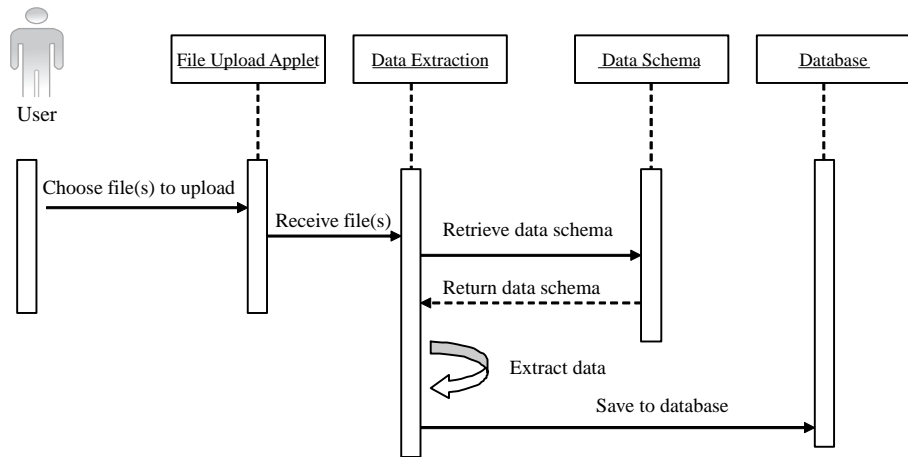 File Upload Applet
Data Extraction
Data Schema
Database
User
Choose file(s) to upload
Receive file(s)
Retrieve data schema
Return data schema
Extract data
Save to database